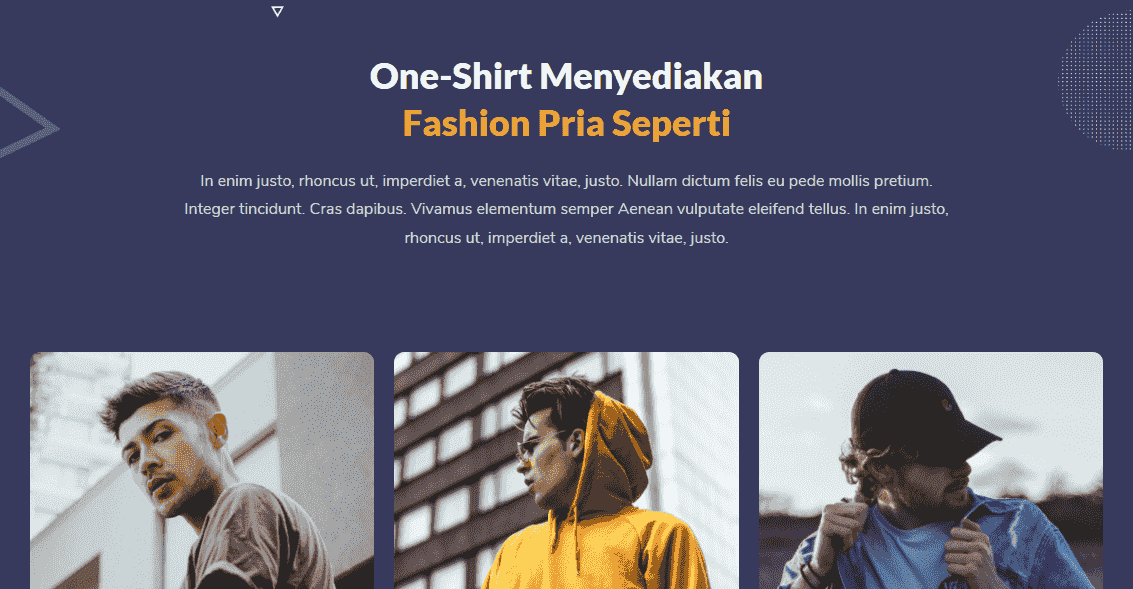 One-Shirt Menyediakan
Fashion Pria Seperti
In enim justo, rhoncus ut, imperdiet a, venenatis vitae, justo. Nullam dictum felis eu pede mollis pretium.
Integer tincidunt. Cras dapibus. Vivamus elementum semper Aenean vulputate eleifend tellus. In enim justo,
rhoncus ut, imperdiet a, venenatis vitae, justo.